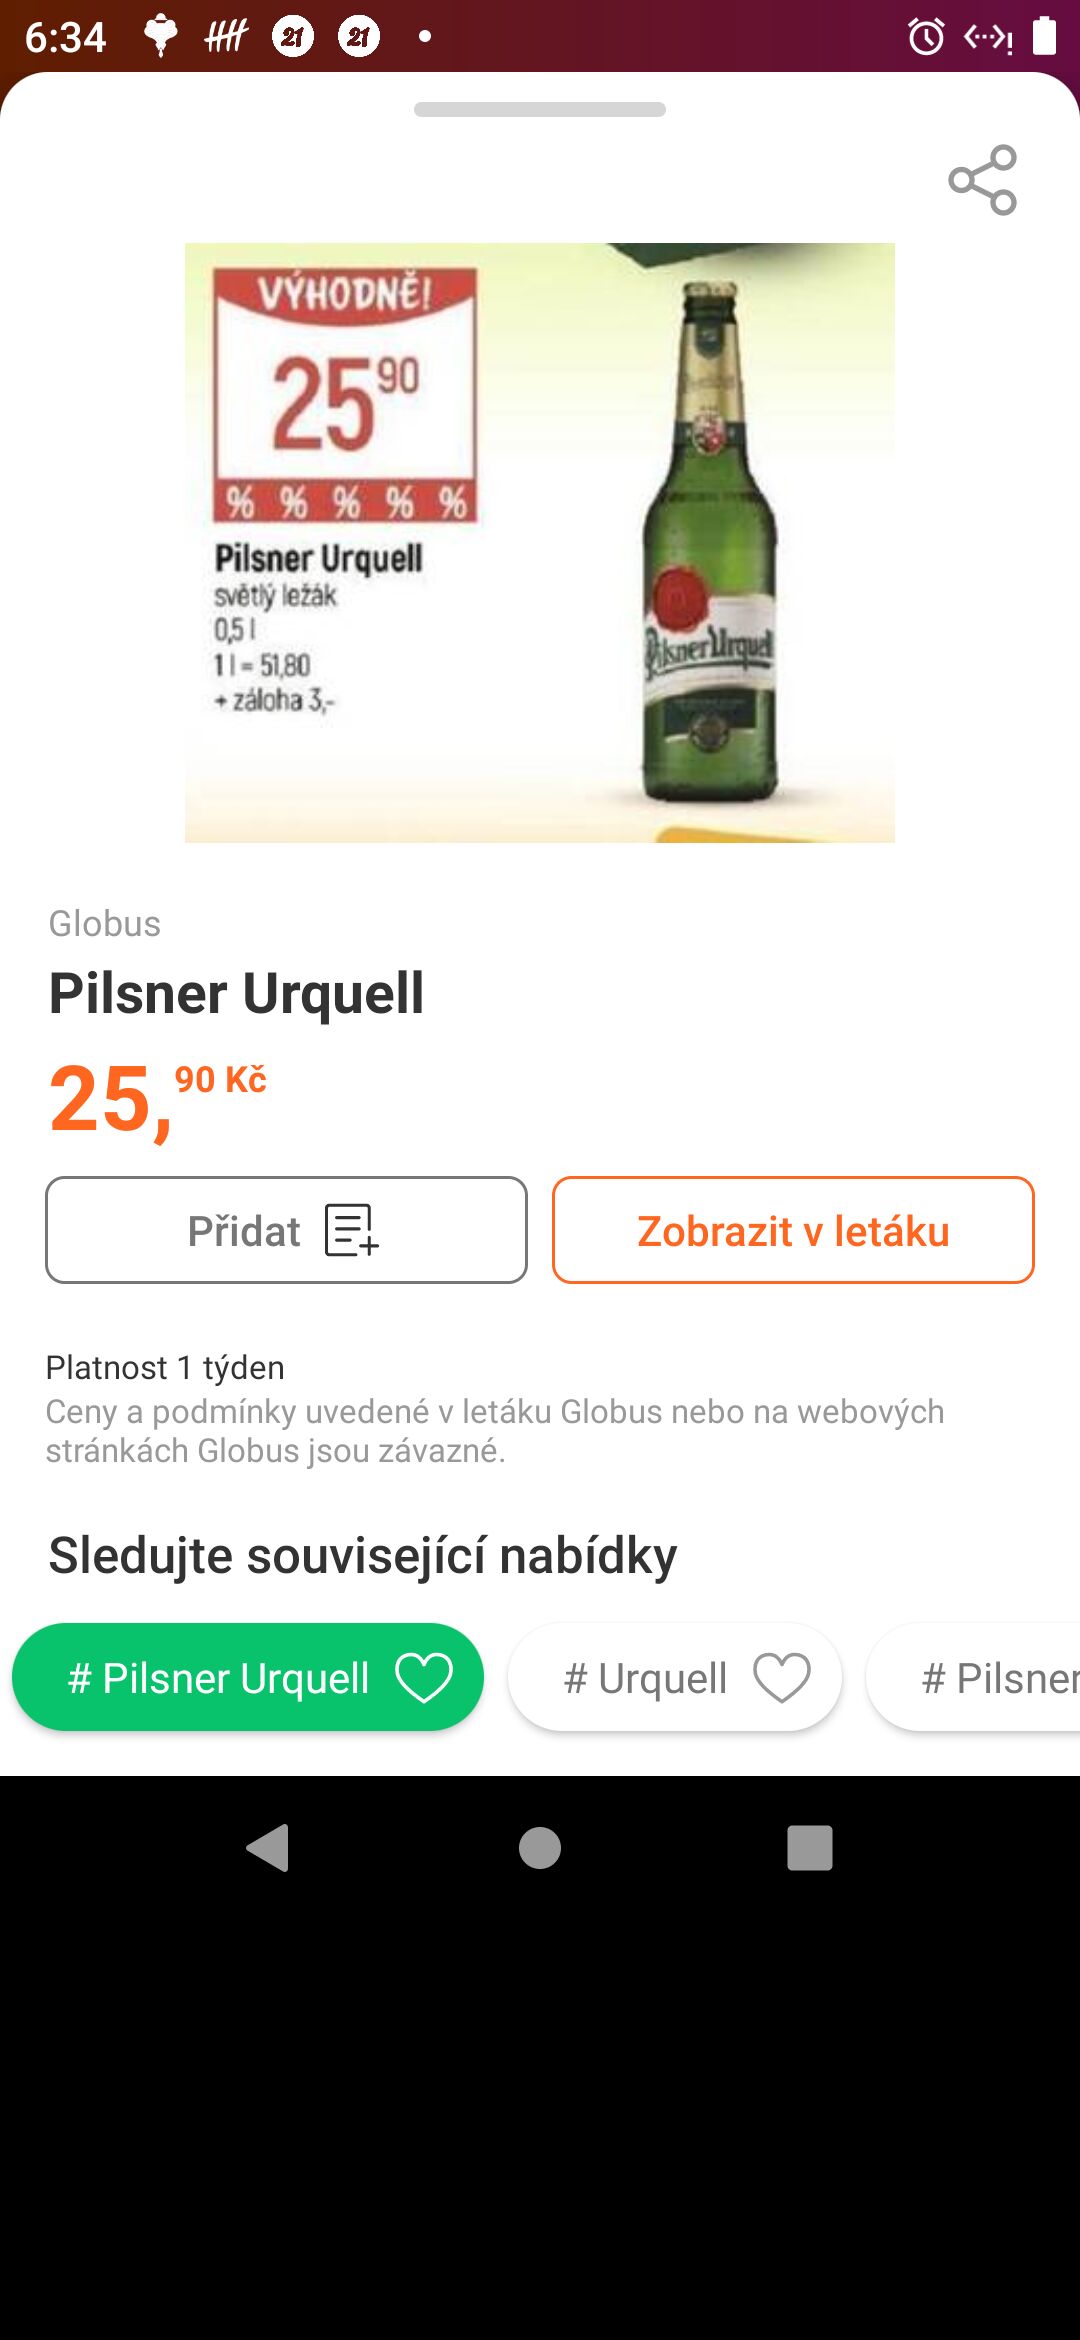 6:34
21 21
VÝHODNĚ!
25 90
% % % % %
Pilsner Urquell
světlý ležák
0,5 l
1 l = 51,80
+ záloha 3,-
Pilsner Urquell
Globus
Pilsner Urquell
25,90 Kč
Přidat
Zobrazit v letáku
Platnost 1 týden
Ceny a podmínky uvedené v letáku Globus nebo na webových
stránkách Globus jsou závazné.
Sledujte související nabídky
# Pilsner Urquell
# Urquell
# Pilsner